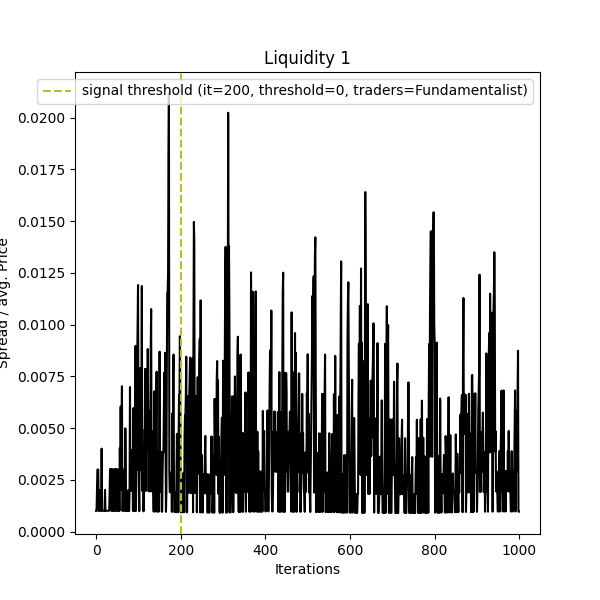 Liquidity 1
signal threshold (it=200, threshold=0, traders=Fundamentalist)
0.0200
0.0175
0.0150
0.0125
0.0100
0.0075
0.0050
0.0025
0.0000
Spread / avg. Price
0 200 400 600 800 1000
Iterations